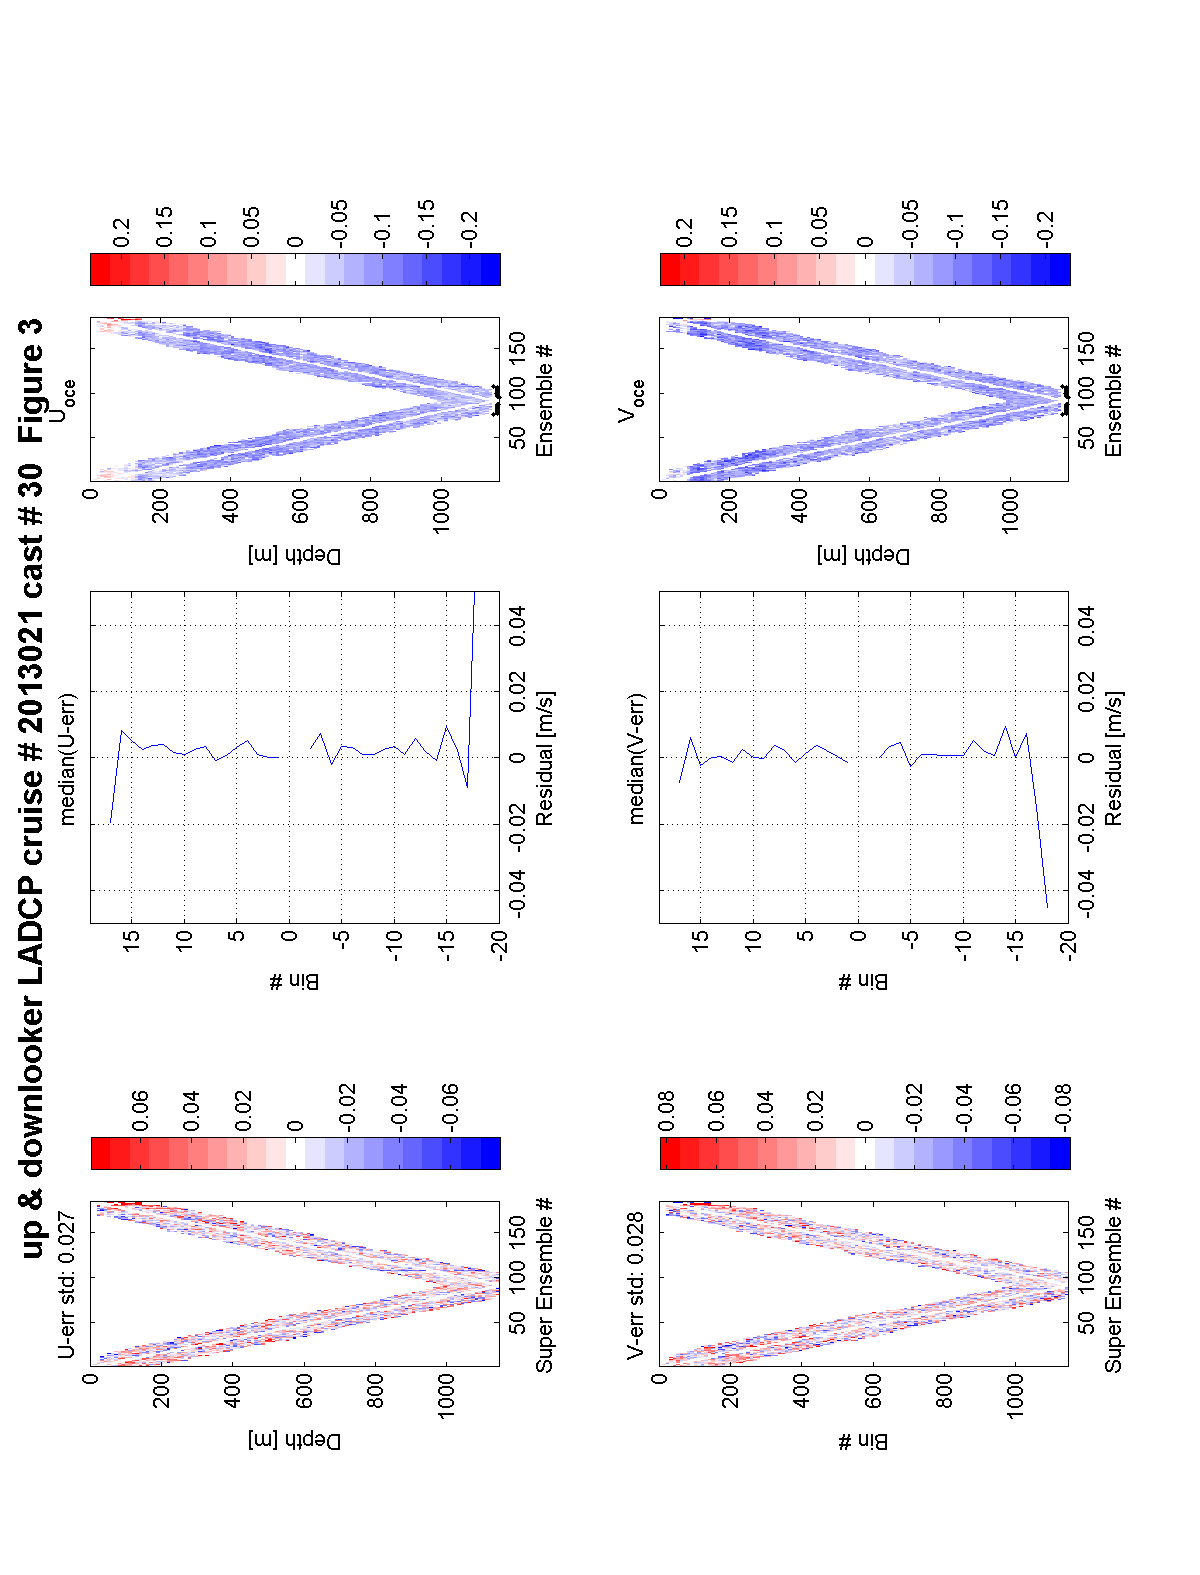 up & downlooker LADCP cruise # 2013021 cast # 30 Figure 3
U-err std: 0.027
0
200
400
600
800
1000
Depth [m]
50 100 150
Super Ensemble #
0.06
0.04
0.02
0
-0.02
-0.04
-0.06
median(U-err)
15
10
5
0
-5
-10
-15
-20
Bin #
-0.04 -0.02 0 0.02 0.04
Residual [m/s]
Uoce
0
200
400
600
800
1000
Depth [m]
50 100 150
Ensemble #
0.2
0.15
0.1
0.05
0
-0.05
-0.1
-0.15
-0.2
V-err std: 0.028
0
200
400
600
800
1000
Bin #
50 100 150
Super Ensemble #
0.08
0.06
0.04
0.02
0
-0.02
-0.04
-0.06
-0.08
median(V-err)
15
10
5
0
-5
-10
-15
-20
Bin #
-0.04 -0.02 0 0.02 0.04
Residual [m/s]
Voce
0
200
400
600
800
1000
Depth [m]
50 100 150
Ensemble #
0.2
0.15
0.1
0.05
0
-0.05
-0.1
-0.15
-0.2